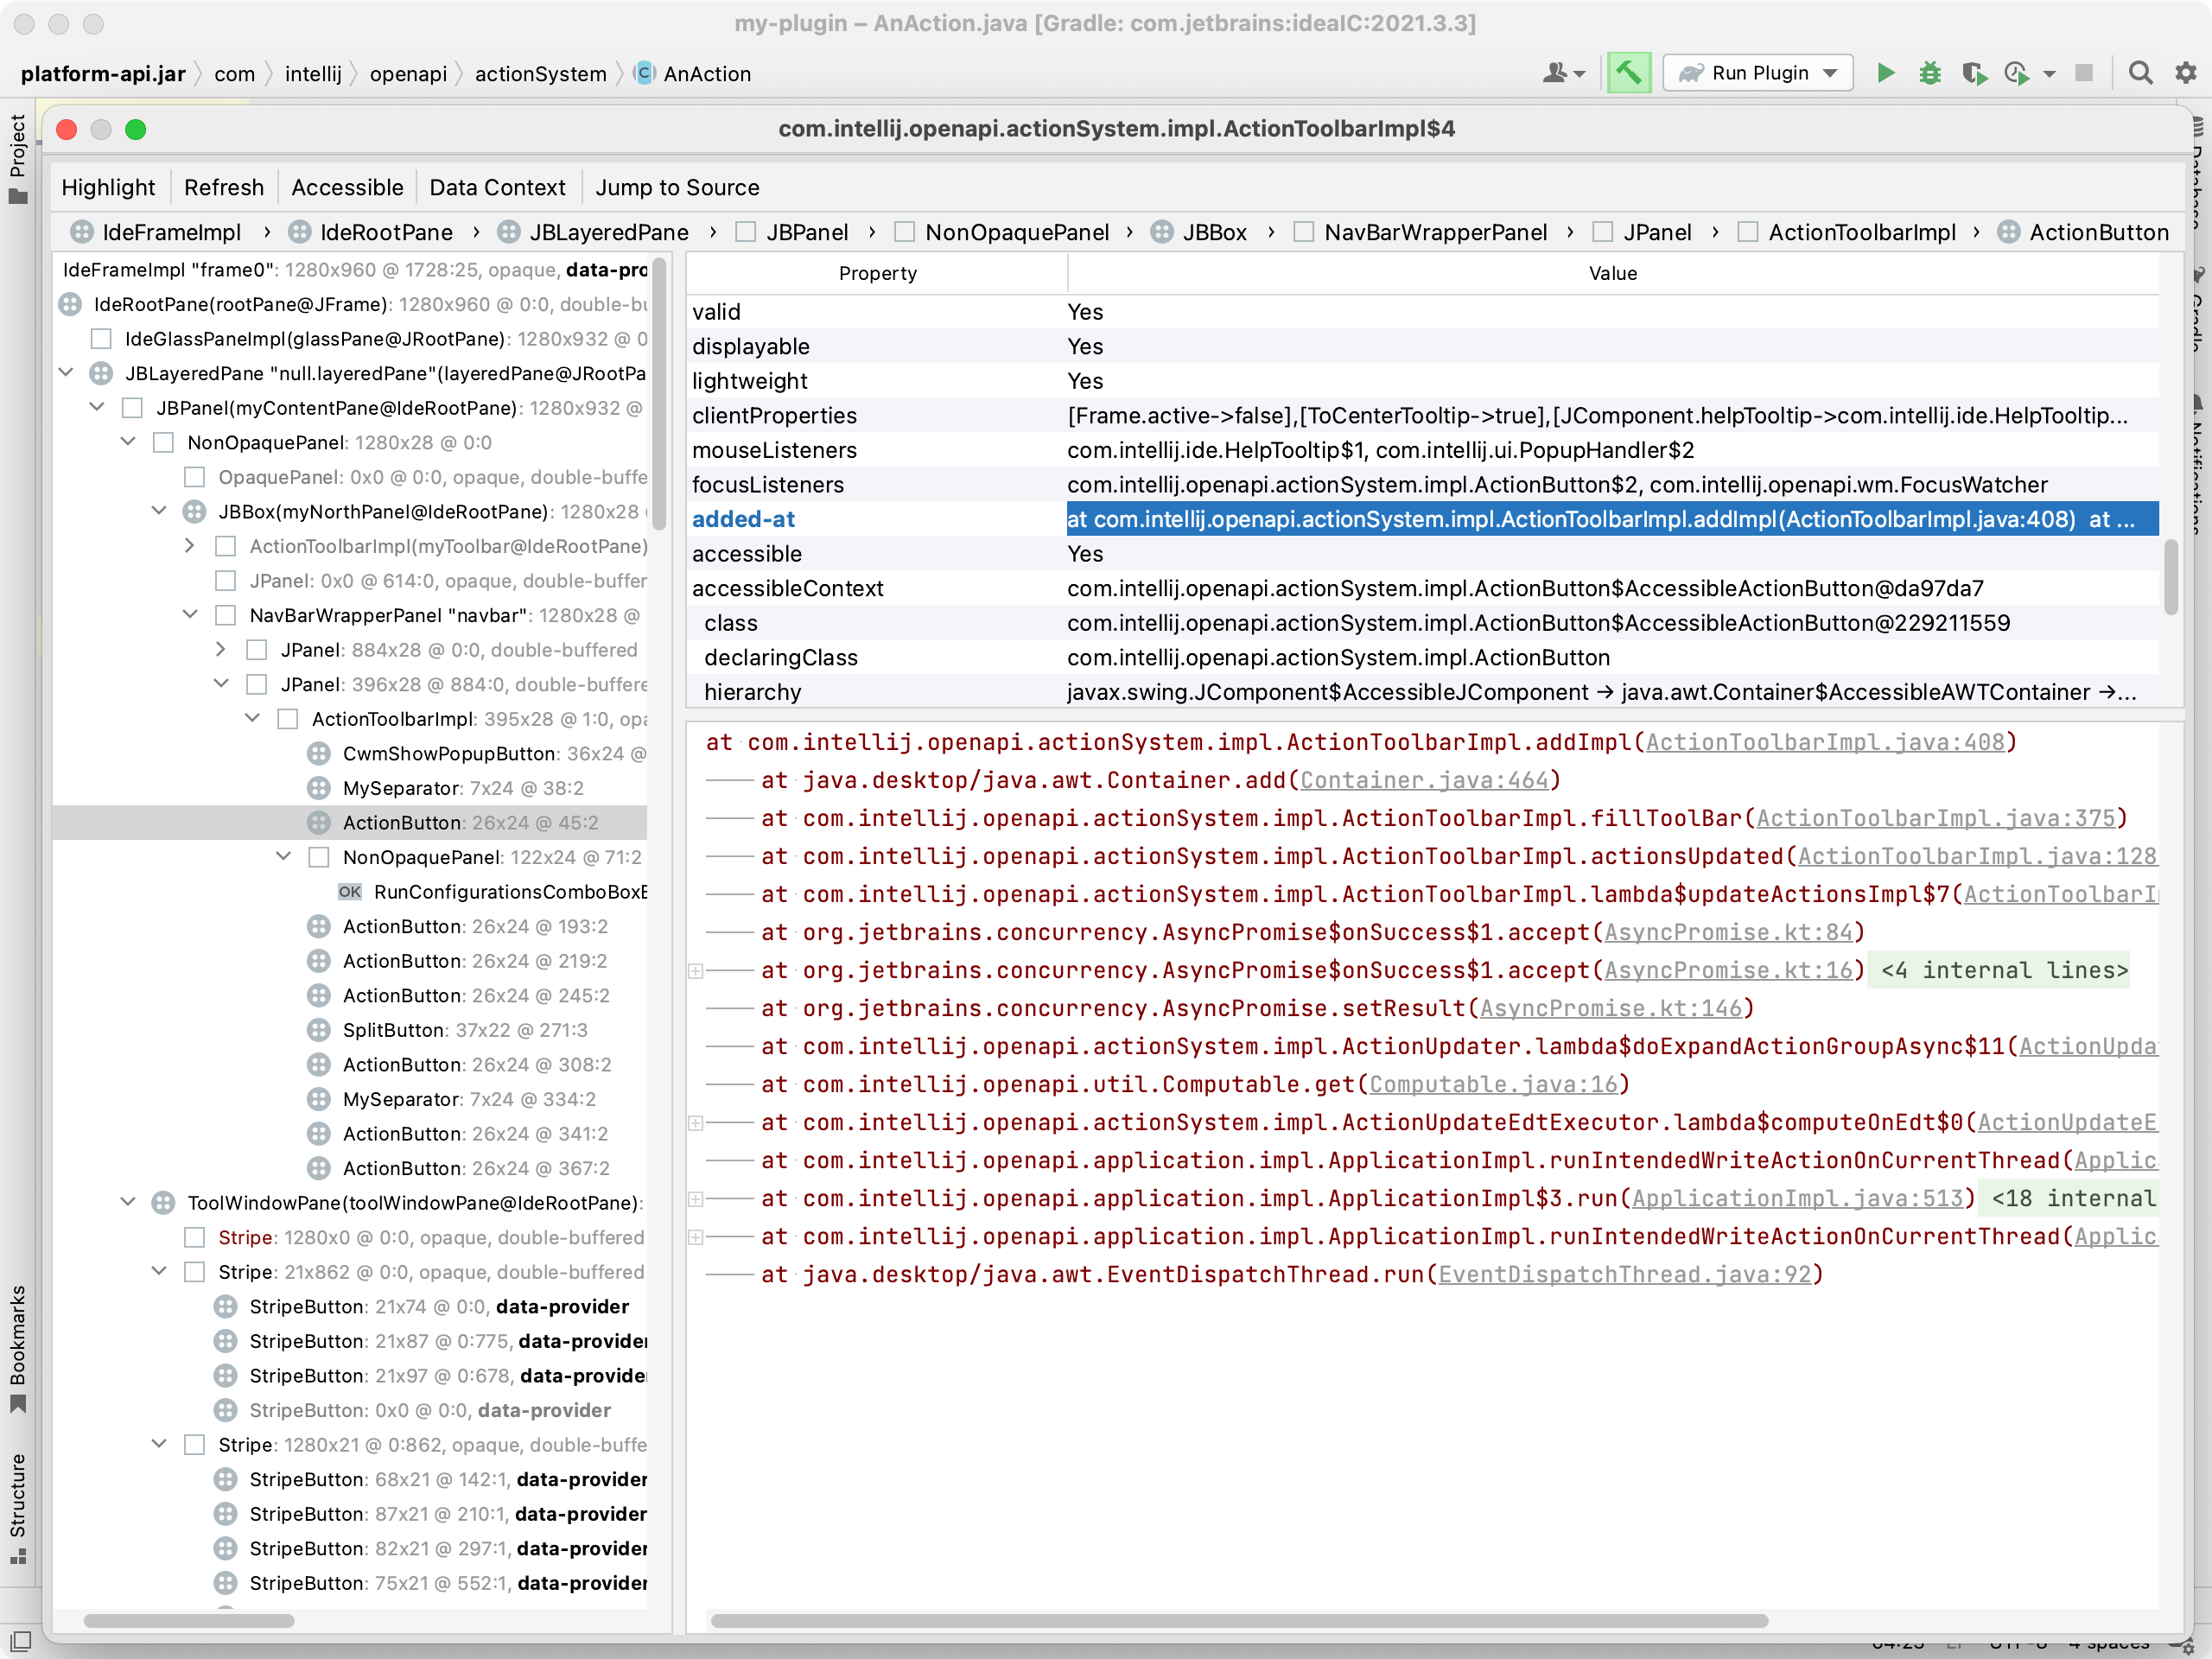 my-plugin – AnAction.java [Gradle: com.jetbrains:ideaIC:2021.3.3]
platform-api.jar com intellij openapi actionSystem C AnAction Run Plugin
Project
Bookmarks
Structure
Database
Gradle
Notifications
com.intellij.openapi.actionSystem.impl.ActionToolbarImpl$4
Highlight Refresh Accessible Data Context Jump to Source
IdeFrameImpl › IdeRootPane › JBLayeredPane › JBPanel › NonOpaquePanel › JBBox › NavBarWrapperPanel › JPanel › ActionToolbarImpl › ActionButton
IdeFrameImpl "frame0": 1280x960 @ 1728:25, opaque, data-pro
IdeRootPane(rootPane@JFrame): 1280x960 @ 0:0, double-bu
IdeGlassPaneImpl(glassPane@JRootPane): 1280x932 @ 0
JBLayeredPane "null.layeredPane"(layeredPane@JRootPa
JBPanel(myContentPane@IdeRootPane): 1280x932 @
NonOpaquePanel: 1280x28 @ 0:0
OpaquePanel: 0x0 @ 0:0, opaque, double-buffe
JBBox(myNorthPanel@IdeRootPane): 1280x28
ActionToolbarImpl(myToolbar@IdeRootPane)
JPanel: 0x0 @ 614:0, opaque, double-buffer
NavBarWrapperPanel "navbar": 1280x28 @
JPanel: 884x28 @ 0:0, double-buffered
JPanel: 396x28 @ 884:0, double-buffere
ActionToolbarImpl: 395x28 @ 1:0, opa
CwmShowPopupButton: 36x24 @
MySeparator: 7x24 @ 38:2
ActionButton: 26x24 @ 45:2
NonOpaquePanel: 122x24 @ 71:2
OK RunConfigurationsComboBoxB
ActionButton: 26x24 @ 193:2
ActionButton: 26x24 @ 219:2
ActionButton: 26x24 @ 245:2
SplitButton: 37x22 @ 271:3
ActionButton: 26x24 @ 308:2
MySeparator: 7x24 @ 334:2
ActionButton: 26x24 @ 341:2
ActionButton: 26x24 @ 367:2
ToolWindowPane(toolWindowPane@IdeRootPane):
Stripe: 1280x0 @ 0:0, opaque, double-buffered
Stripe: 21x862 @ 0:0, opaque, double-buffered
StripeButton: 21x74 @ 0:0, data-provider
StripeButton: 21x87 @ 0:775, data-provider
StripeButton: 21x97 @ 0:678, data-provide
StripeButton: 0x0 @ 0:0, data-provider
Stripe: 1280x21 @ 0:862, opaque, double-buffe
StripeButton: 68x21 @ 142:1, data-provider
StripeButton: 87x21 @ 210:1, data-provider
StripeButton: 82x21 @ 297:1, data-provider
StripeButton: 75x21 @ 552:1, data-provider
Property Value
valid Yes
displayable Yes
lightweight Yes
clientProperties [Frame.active->false],[ToCenterTooltip->true],[JComponent.helpTooltip->com.intellij.ide.HelpTooltip...
mouseListeners com.intellij.ide.HelpTooltip$1, com.intellij.ui.PopupHandler$2
focusListeners com.intellij.openapi.actionSystem.impl.ActionButton$2, com.intellij.openapi.wm.FocusWatcher
added-at at com.intellij.openapi.actionSystem.impl.ActionToolbarImpl.addImpl(ActionToolbarImpl.java:408) at ...
accessible Yes
accessibleContext com.intellij.openapi.actionSystem.impl.ActionButton$AccessibleActionButton@da97da7
class com.intellij.openapi.actionSystem.impl.ActionButton$AccessibleActionButton@229211559
declaringClass com.intellij.openapi.actionSystem.impl.ActionButton
hierarchy javax.swing.JComponent$AccessibleJComponent → java.awt.Container$AccessibleAWTContainer →...
at com.intellij.openapi.actionSystem.impl.ActionToolbarImpl.addImpl(ActionToolbarImpl.java:408)
at java.desktop/java.awt.Container.add(Container.java:464)
at com.intellij.openapi.actionSystem.impl.ActionToolbarImpl.fillToolBar(ActionToolbarImpl.java:375)
at com.intellij.openapi.actionSystem.impl.ActionToolbarImpl.actionsUpdated(ActionToolbarImpl.java:128
at com.intellij.openapi.actionSystem.impl.ActionToolbarImpl.lambda$updateActionsImpl$7(ActionToolbarI
at org.jetbrains.concurrency.AsyncPromise$onSuccess$1.accept(AsyncPromise.kt:84)
at org.jetbrains.concurrency.AsyncPromise$onSuccess$1.accept(AsyncPromise.kt:16) <4 internal lines>
at org.jetbrains.concurrency.AsyncPromise.setResult(AsyncPromise.kt:146)
at com.intellij.openapi.actionSystem.impl.ActionUpdater.lambda$doExpandActionGroupAsync$11(ActionUpda
at com.intellij.openapi.util.Computable.get(Computable.java:16)
at com.intellij.openapi.actionSystem.impl.ActionUpdateEdtExecutor.lambda$computeOnEdt$0(ActionUpdateE
at com.intellij.openapi.application.impl.ApplicationImpl.runIntendedWriteActionOnCurrentThread(Applic
at com.intellij.openapi.application.impl.ApplicationImpl$3.run(ApplicationImpl.java:513) <18 internal
at com.intellij.openapi.application.impl.ApplicationImpl.runIntendedWriteActionOnCurrentThread(Applic
at java.desktop/java.awt.EventDispatchThread.run(EventDispatchThread.java:92)
64:23 LF UTF-8 4 spaces